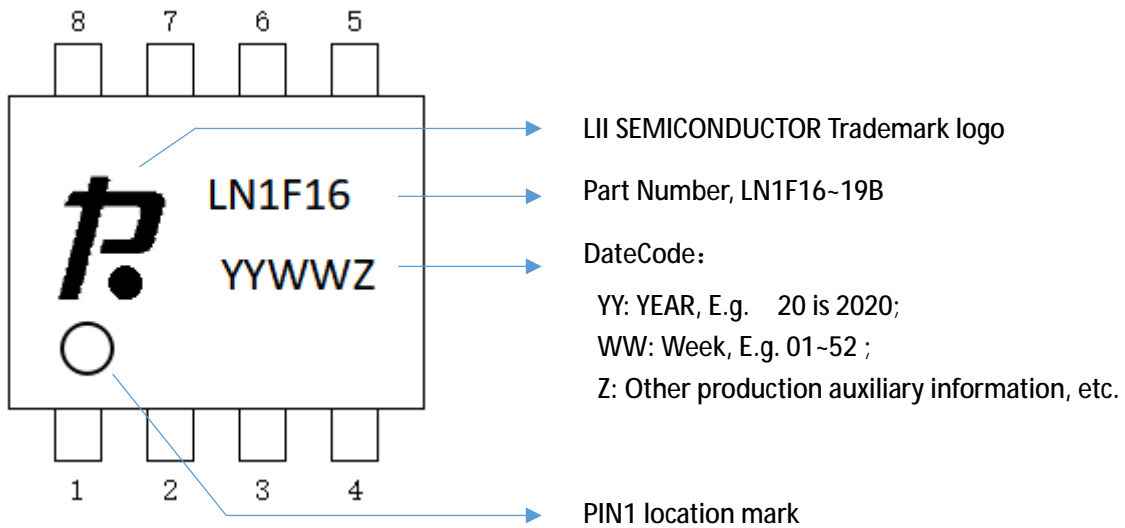 8 7 6 5
LII SEMICONDUCTOR Trademark logo
LN1F16
Part Number, LN1F16~19B
YYWWZ
DateCode：
YY: YEAR, E.g. 20 is 2020;
WW: Week, E.g. 01~52 ;
Z: Other production auxiliary information, etc.
1 2 3 4
PIN1 location mark